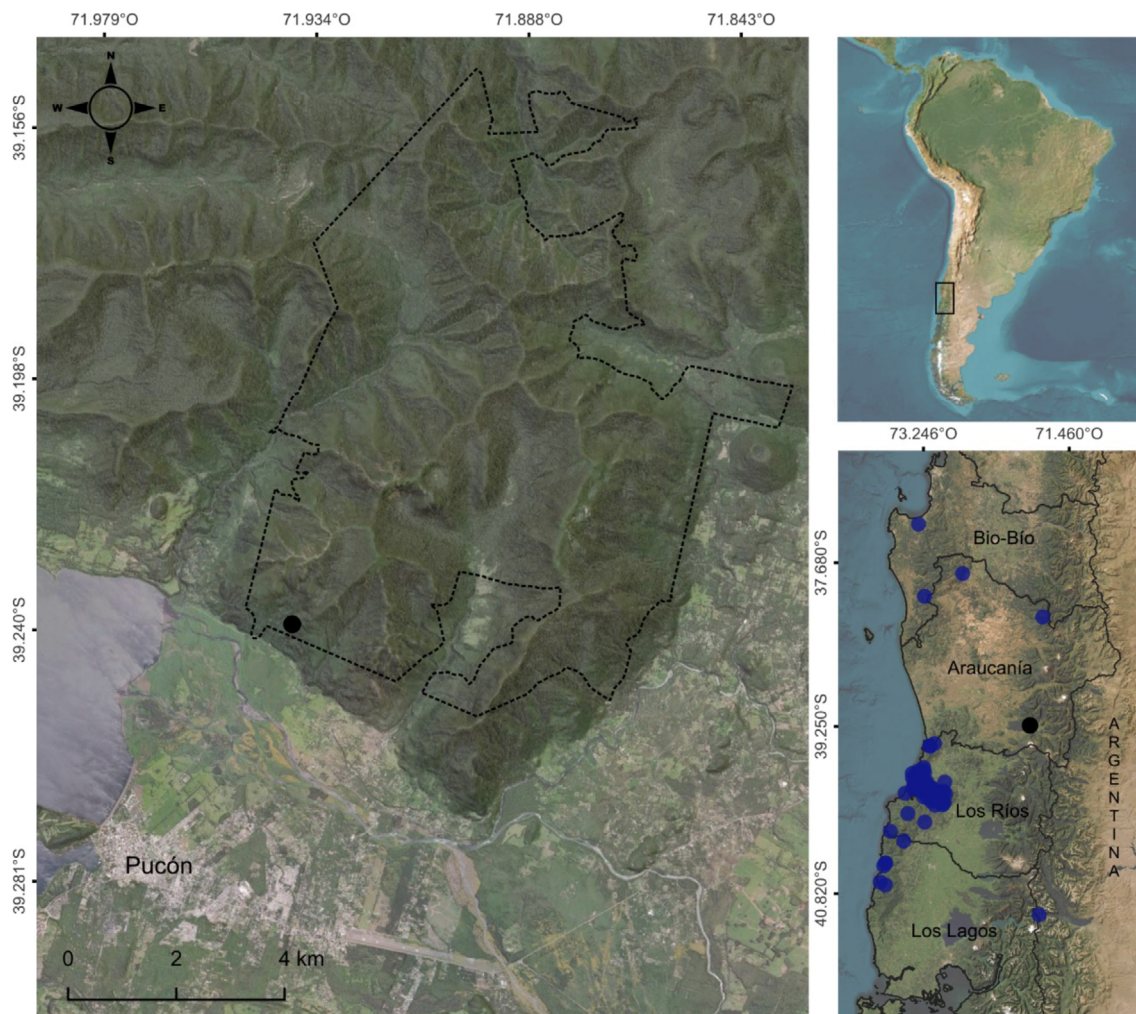 71.979°O
71.934°O
71.888°O
71.843°O
N
W
E
S
39.156°S
39.198°S
39.240°S
39.281°S
Pucón
0
2
4 km
73.246°O
71.460°O
37.680°S
39.250°S
40.820°S
Bio-Bío
Araucanía
Los Ríos
Los Lagos
ARGENTINA